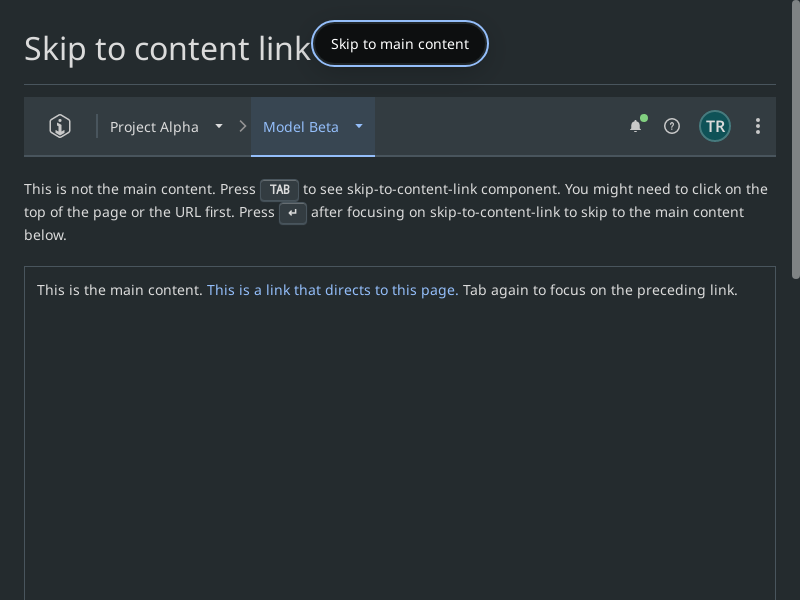 Skip to content link
Skip to main content
Project Alpha
Model Beta
TR
This is not the main content. Press TAB to see skip-to-content-link component. You might need to click on the
top of the page or the URL first. Press ↵ after focusing on skip-to-content-link to skip to the main content
below.
This is the main content. This is a link that directs to this page. Tab again to focus on the preceding link.